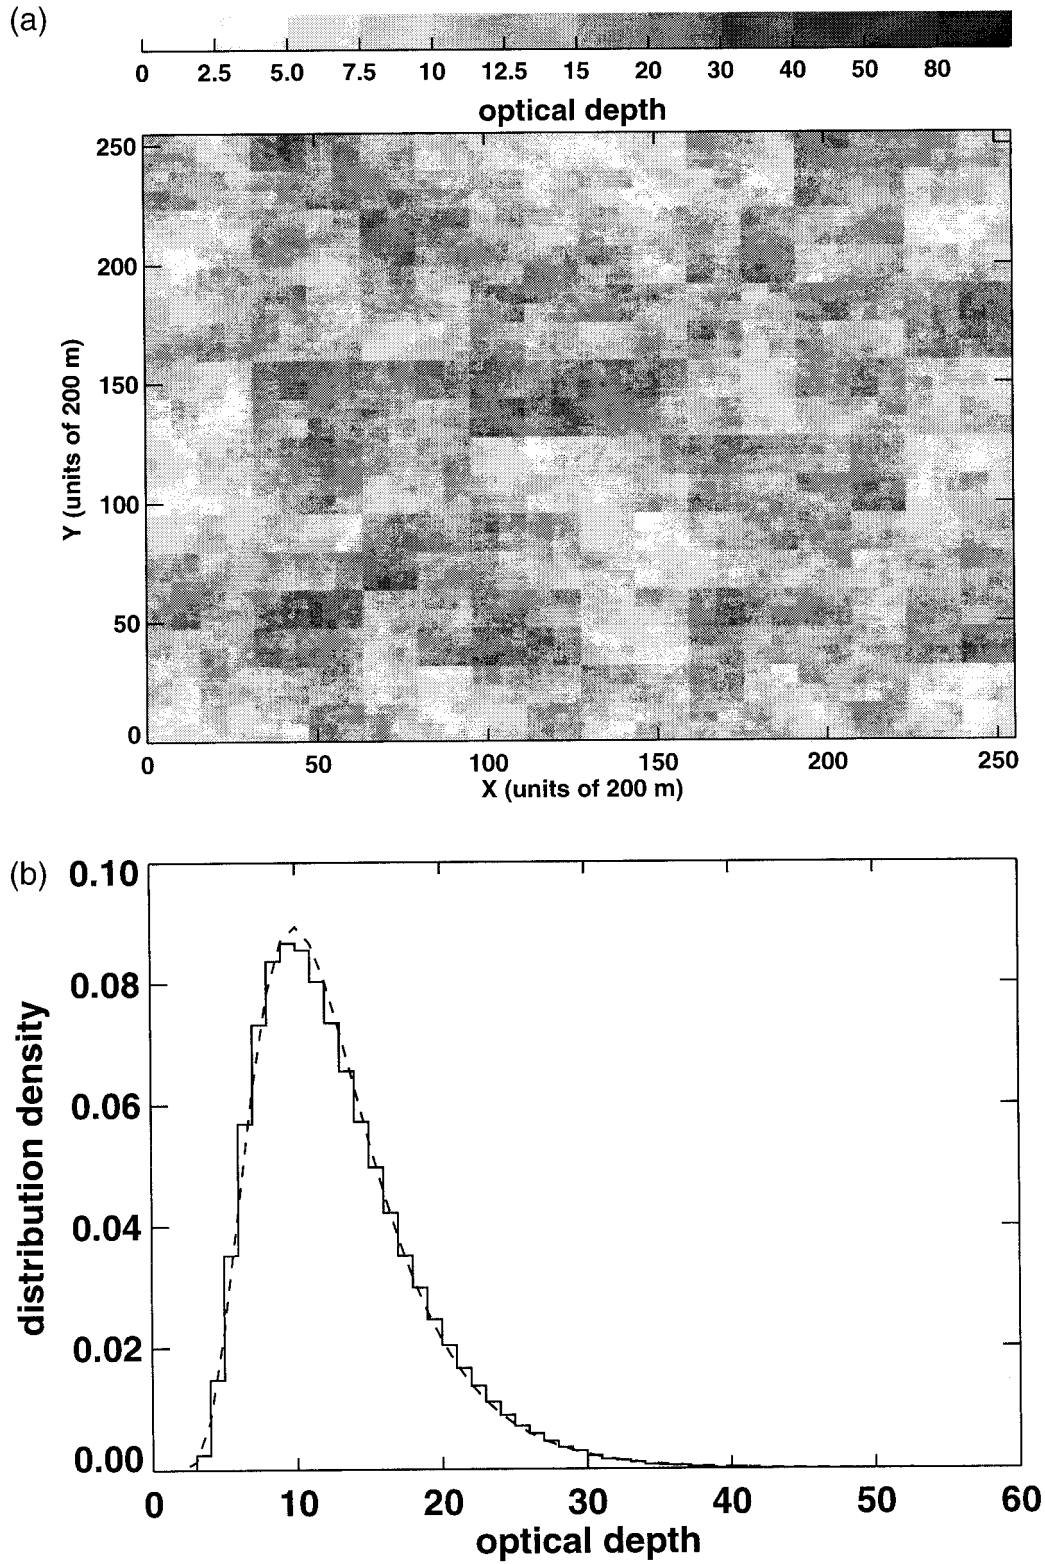 (a)
0 2.5 5.0 7.5 10 12.5 15 20 30 40 50 80
optical depth
250
200
150
100
50
0
Y (units of 200 m)
0 50 100 150 200 250
X (units of 200 m)
(b)
0.10
0.08
0.06
0.04
0.02
0.00
distribution density
0 10 20 30 40 50 60
optical depth